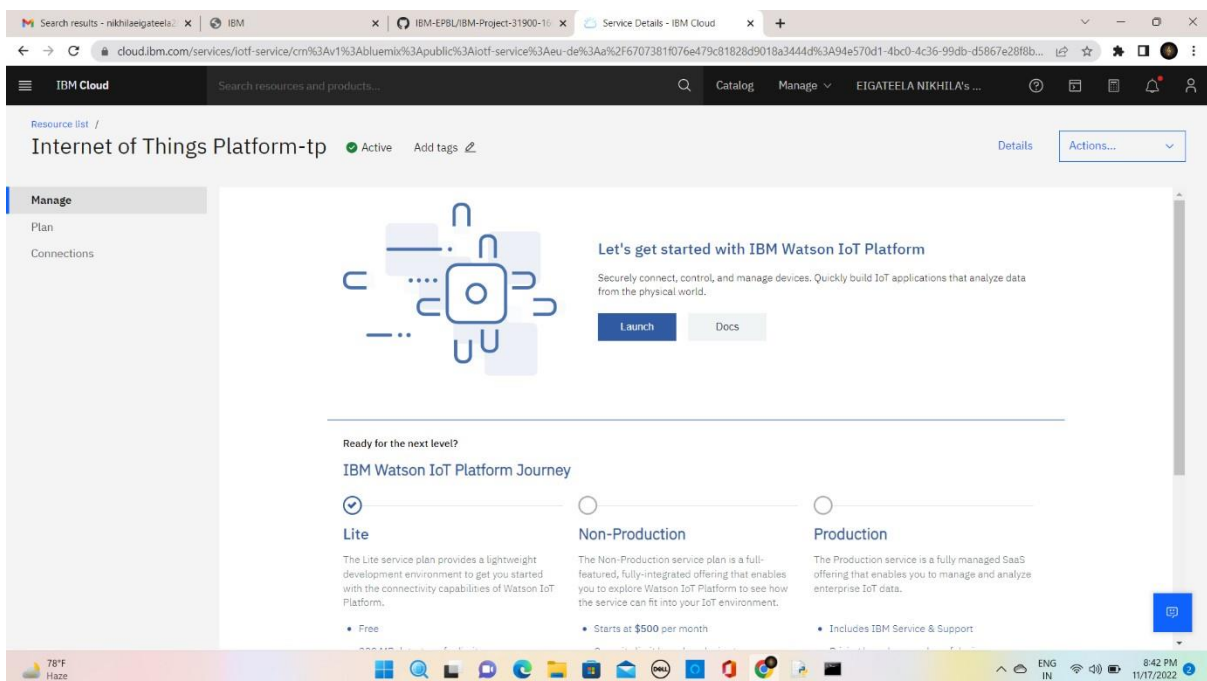 Search results - nikhilaeigateela2
IBM
IBM-EPBL/IBM-Project-31900-16
Service Details - IBM Cloud
cloud.ibm.com/services/iotf-service/crn%3Av1%3Abluemix%3Apublic%3Aiotf-service%3Aeu-de%3Aa%2F6707381f076e479c81828d9018a3444d%3A94e570d1-4bc0-4c36-99db-d5867e28f8b...
IBM Cloud
Search resources and products...
Catalog
Manage
EIGATEELA NIKHILA's ...
Resource list /
Internet of Things Platform-tp
Active
Add tags
Details
Actions...
Manage
Plan
Connections
Let's get started with IBM Watson IoT Platform
Securely connect, control, and manage devices. Quickly build IoT applications that analyze data
from the physical world.
Launch
Docs
Ready for the next level?
IBM Watson IoT Platform Journey
Lite
The Lite service plan provides a lightweight
development environment to get you started
with the connectivity capabilities of Watson IoT
Platform.
• Free
Non-Production
The Non-Production service plan is a full-
featured, fully-integrated offering that enables
you to explore Watson IoT Platform to see how
the service can fit into your IoT environment.
• Starts at $500 per month
Production
The Production service is a fully managed SaaS
offering that enables you to manage and analyze
enterprise IoT data.
• Includes IBM Service & Support
78°F
Haze
DELL
ENG
IN
8:42 PM
11/17/2022
2